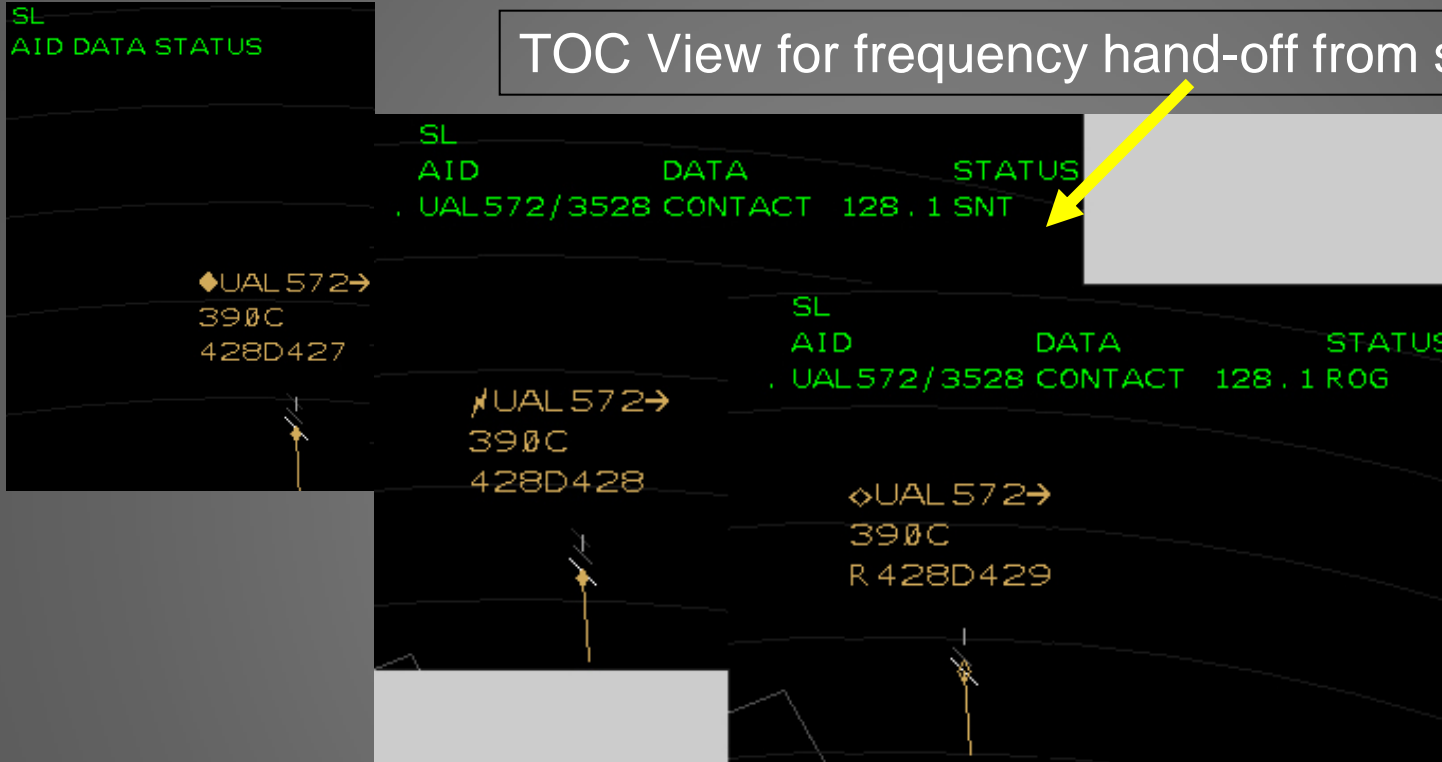 TOC View for frequency hand-off from s
SL
AID DATA STATUS
◆UAL572→
390C
428D427
SL
AID DATA STATUS
. UAL572/3528 CONTACT 128.1 SNT
UAL572→
390C
428D428
SL
AID DATA STATUS
. UAL572/3528 CONTACT 128.1 ROG
◇UAL572→
390C
R428D429